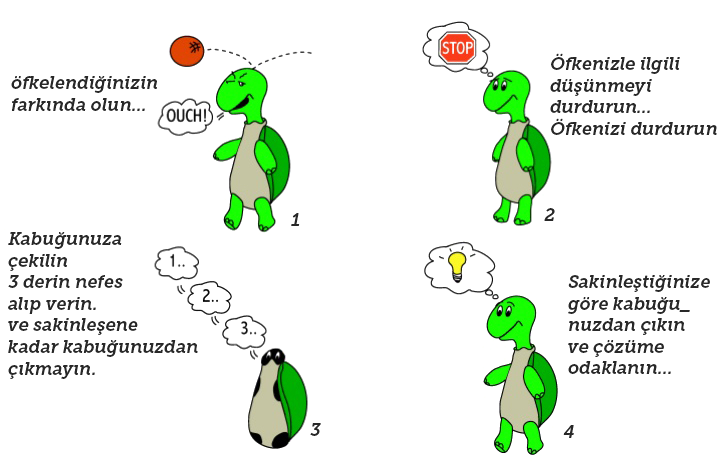 öfkelendiğinizin
farkında olun...
OUCH!
1
STOP
Öfkenizle ilgili
düşünmeyi
durdurun...
Öfkenizi durdurun
2
Kabuğunuza
çekilin
3 derin nefes
alıp verin.
ve sakinleşene
kadar kabuğunuzdan
çıkmayın.
1..
2..
3..
3
Sakinleştiğinize
göre kabuğu_
nuzdan çıkın
ve çözüme
odaklanın...
4